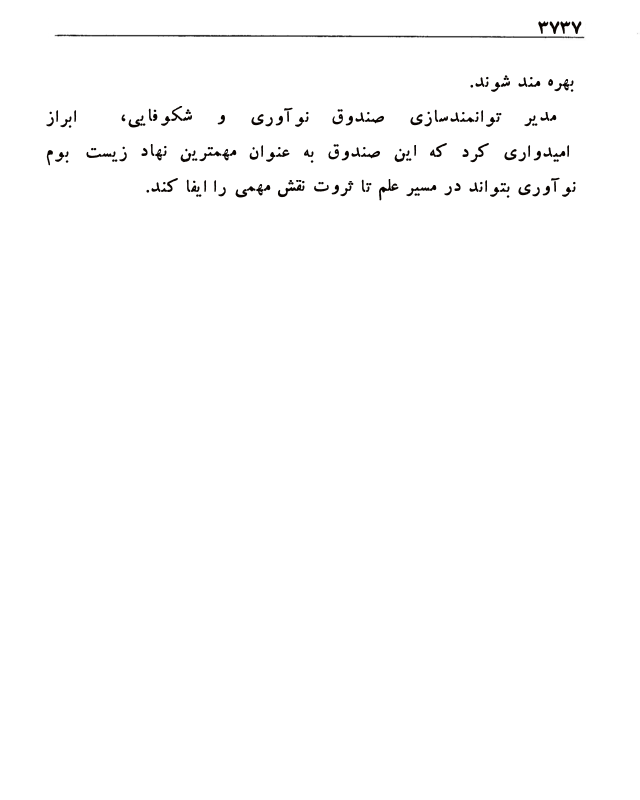 ۳۷۳۷
بهره مند شوند.
مدیر توانمندسازی صندوق نوآوری و شکوفایی، ابراز
امیدواری کرد که این صندوق به عنوان مهمترین نهاد زیست بوم
نوآوری بتواند در مسیر علم تا ثروت نقش مهمی را ایفا کند.